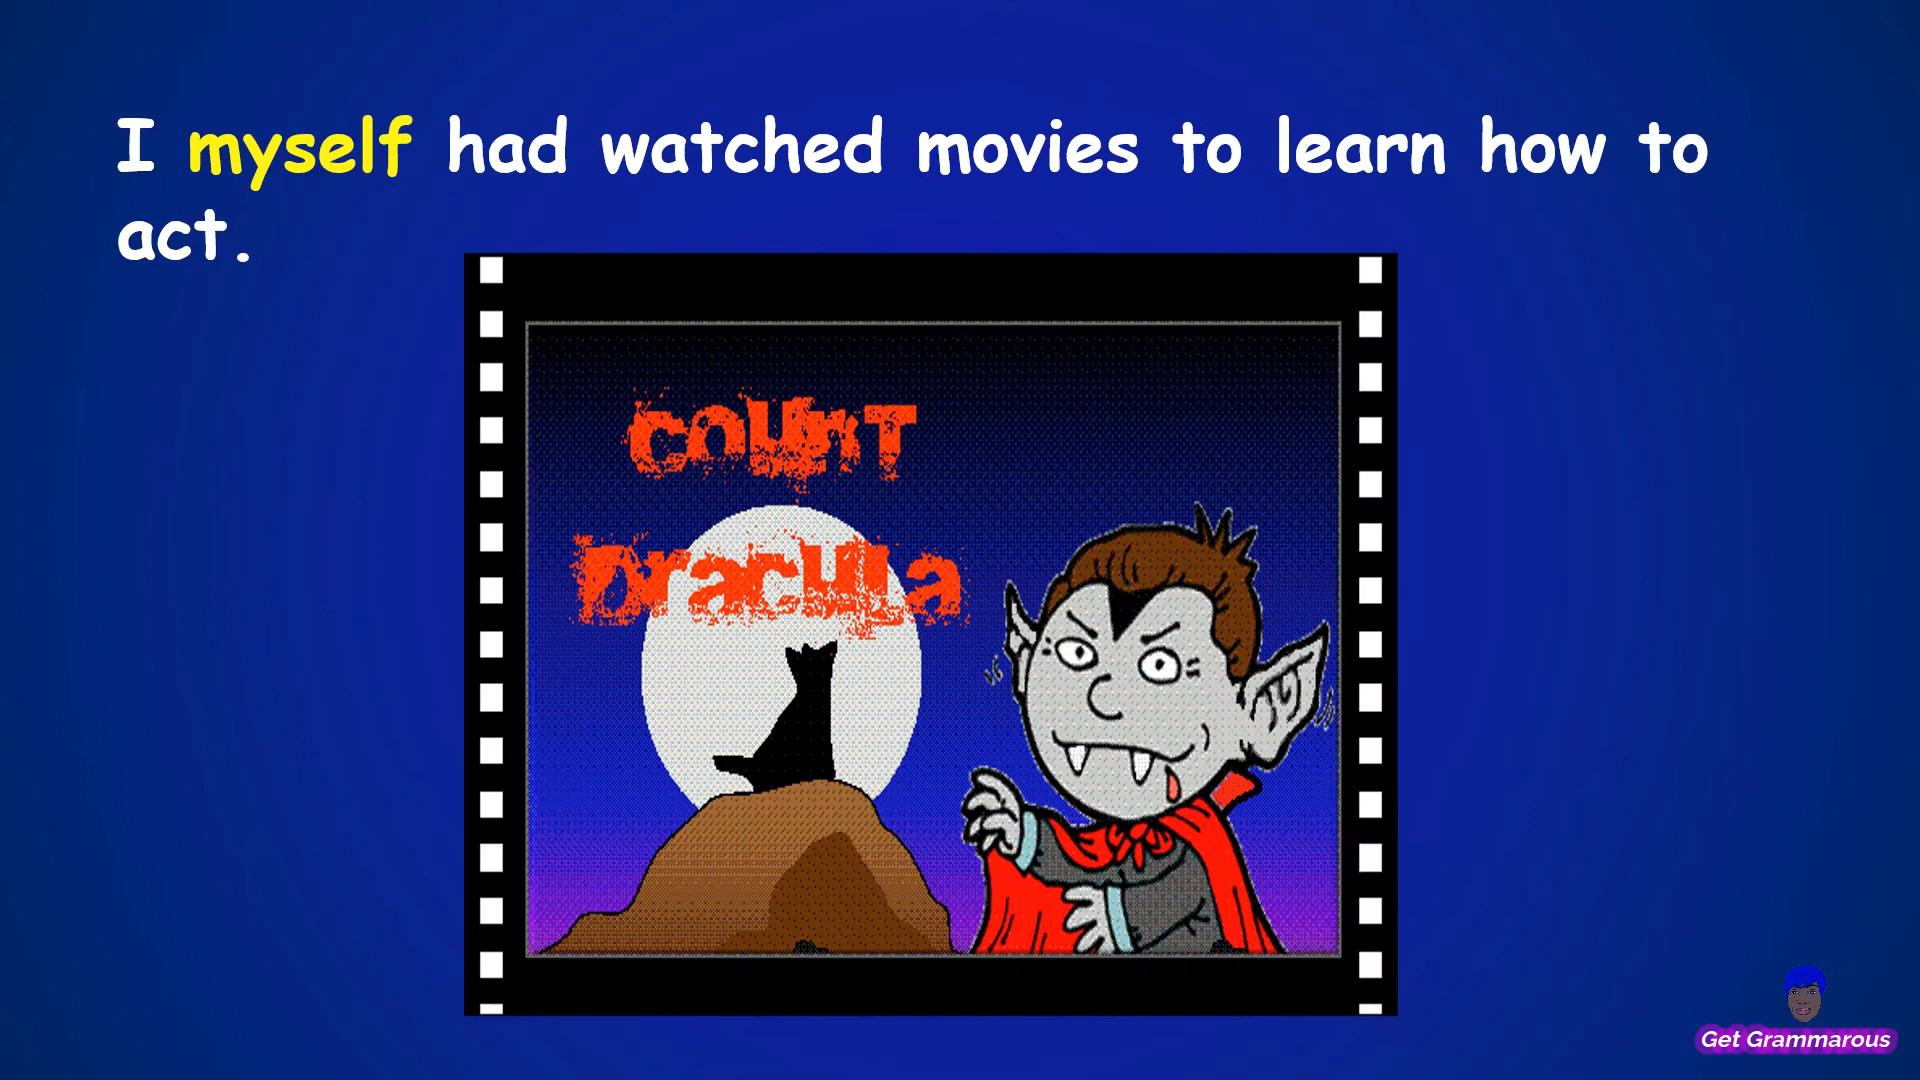 I myself had watched movies to learn how to
act.
Count
Dracula
Get Grammarous